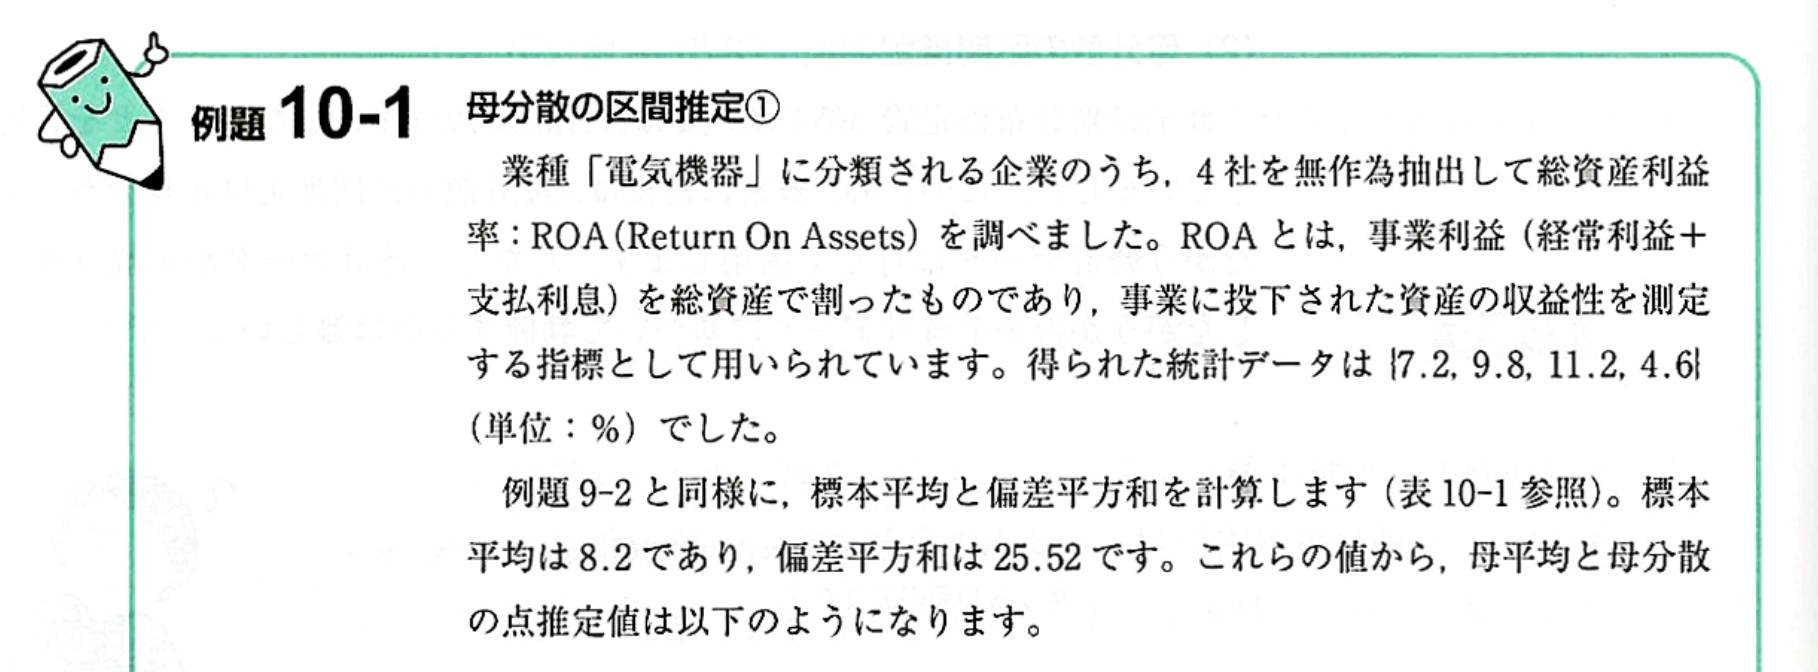 例題 10-1 母分散の区間推定①
業種「電気機器」に分類される企業のうち，4社を無作為抽出して総資産利益
率：ROA(Return On Assets) を調べました。ROA とは，事業利益（経常利益＋
支払利息）を総資産で割ったものであり，事業に投下された資産の収益性を測定
する指標として用いられています。得られた統計データは {7.2, 9.8, 11.2, 4.6}
（単位：％）でした。
例題 9-2 と同様に，標本平均と偏差平方和を計算します（表 10-1 参照）。標本
平均は 8.2 であり，偏差平方和は 25.52 です。これらの値から，母平均と母分散
の点推定値は以下のようになります。